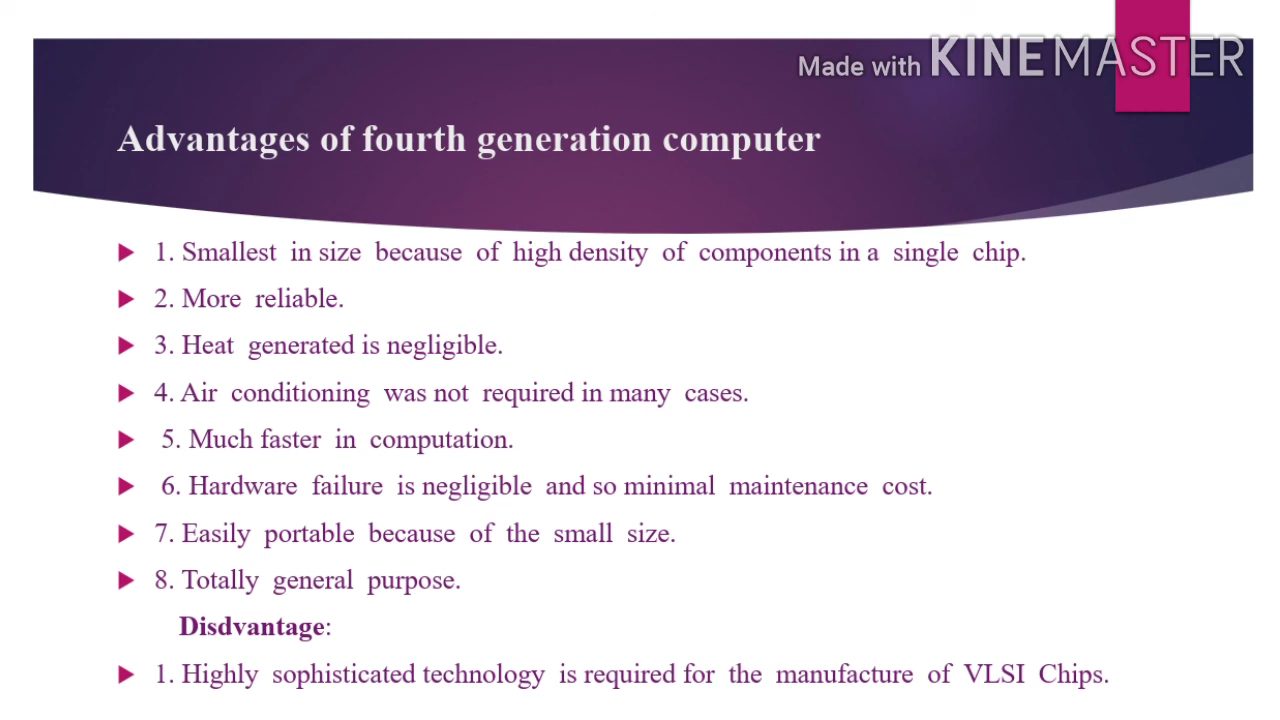 Made with KINEMASTER
Advantages of fourth generation computer
1. Smallest in size because of high density of components in a single chip.
2. More reliable.
3. Heat generated is negligible.
4. Air conditioning was not required in many cases.
5. Much faster in computation.
6. Hardware failure is negligible and so minimal maintenance cost.
7. Easily portable because of the small size.
8. Totally general purpose.
Disdvantage:
1. Highly sophisticated technology is required for the manufacture of VLSI Chips.